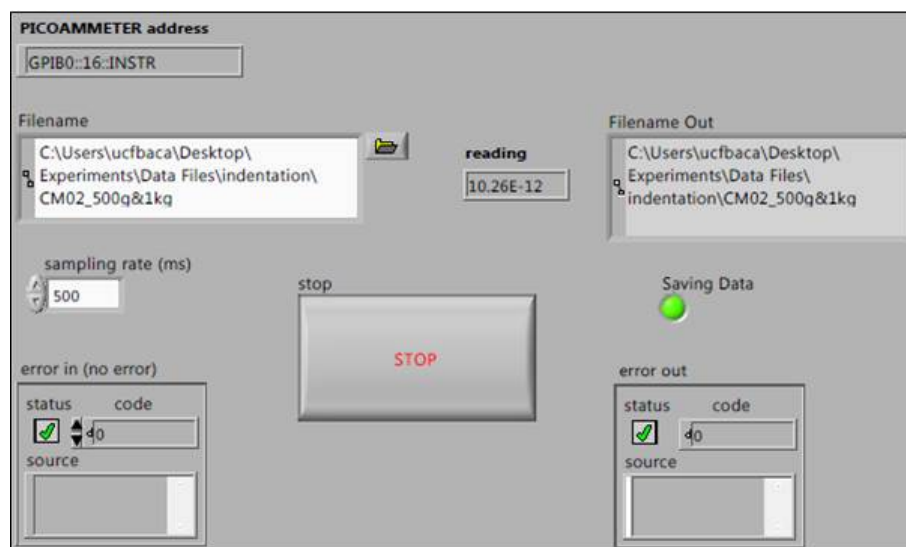 PICOAMMETER address
GPIB0::16::INSTR
Filename
C:\Users\ucfbaca\Desktop\
Experiments\Data Files\indentation\
CM02_500g&1kg
reading
10.26E-12
Filename Out
C:\Users\ucfbaca\Desktop\
Experiments\Data Files\
indentation\CM02_500g&1kg
sampling rate (ms)
500
stop
STOP
Saving Data
error in (no error)
status code
d0
source
error out
status code
d0
source